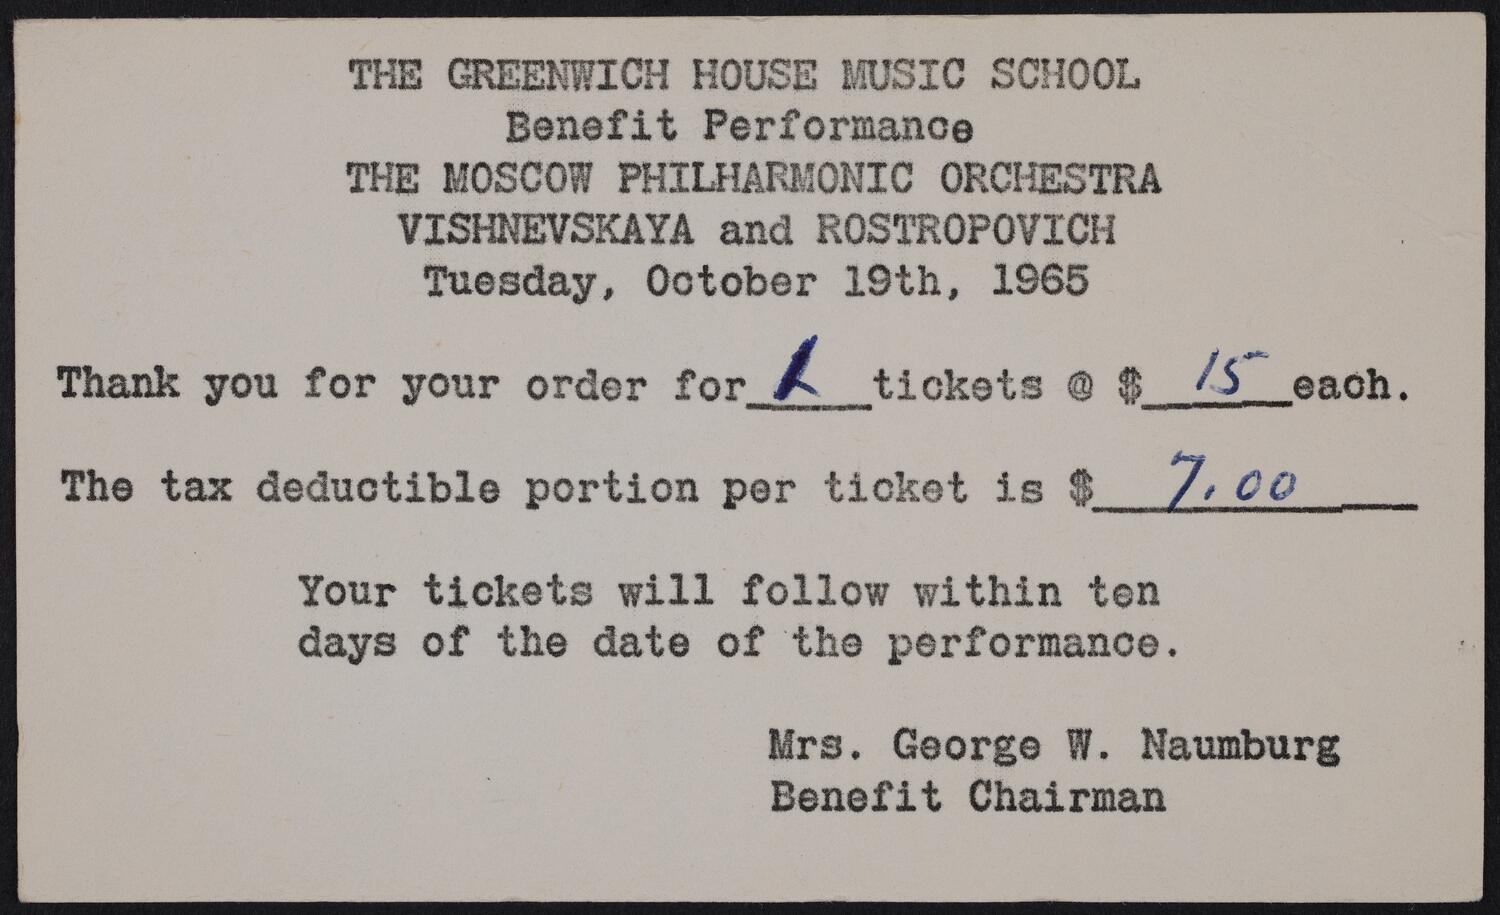 THE GREENWICH HOUSE MUSIC SCHOOL
Benefit Performance
THE MOSCOW PHILHARMONIC ORCHESTRA
VISHNEVSKAYA and ROSTROPOVICH
Tuesday, October 19th, 1965
Thank you for your order for tickets @ $ 15 each.
The tax deductible portion per ticket is $ 7.00
Your tickets will follow within ten
days of the date of the performance.
Mrs. George W. Naumburg
Benefit Chairman